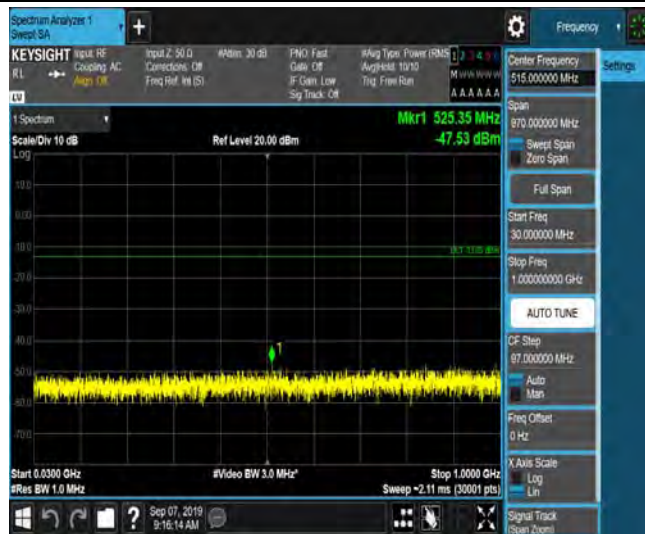 Spectrum Analyzer 1
Swept SA
Frequency
KEYSIGHT Input: RF
RL Coupling: AC
Align: Off
LV
Input Z: 50 Ω
Corrections: Off
Freq Ref: Int (S)
#Atten: 30 dB
PNO: Fast
Gate: Off
IF Gain: Low
Sig Track: Off
#Avg Type: Power (RMS
Avg|Hold: 10/10
Trig: Free Run
1 2 3 4 5 6
M W W W W W
A A A A A A
1 Spectrum
Scale/Div 10 dB
Log
Ref Level 20.00 dBm
Mkr1 525.35 MHz
-47.53 dBm
10.0
0.00
-10.0
DL1 -13.00 dBm
-20.0
-30.0
-40.0
1
-50.0
-60.0
-70.0
Start 0.0300 GHz
#Video BW 3.0 MHz*
Stop 1.0000 GHz
#Res BW 1.0 MHz
Sweep ~2.11 ms (30001 pts)
Center Frequency
515.000000 MHz
Settings
Span
970.000000 MHz
Swept Span
Zero Span
Full Span
Start Freq
30.000000 MHz
Stop Freq
1.000000000 GHz
AUTO TUNE
CF Step
97.000000 MHz
Auto
Man
Freq Offset
0 Hz
X Axis Scale
Log
Lin
Signal Track
(Span Zoom)
?
Sep 07, 2019
9:16:14 AM